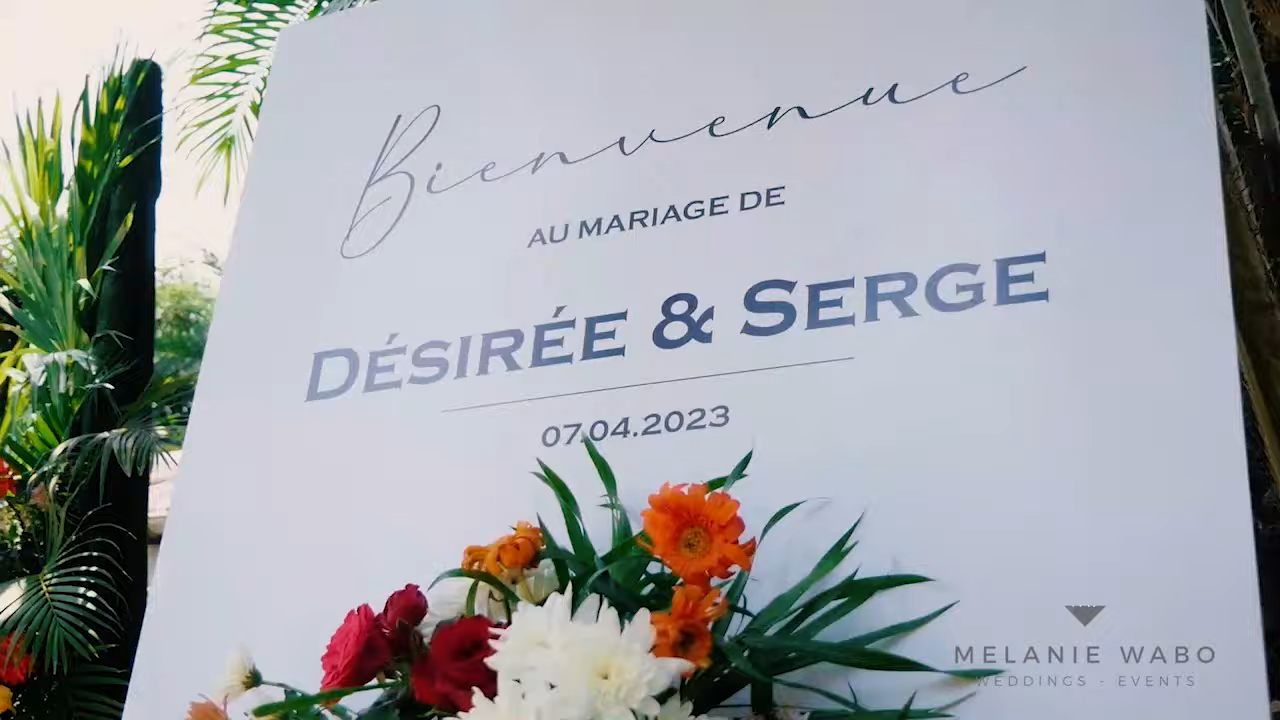 Bienvenue
AU MARIAGE DE
DÉSIRÉE & SERGE
07.04.2023
MELANIE WABO
WEDDINGS - EVENTS